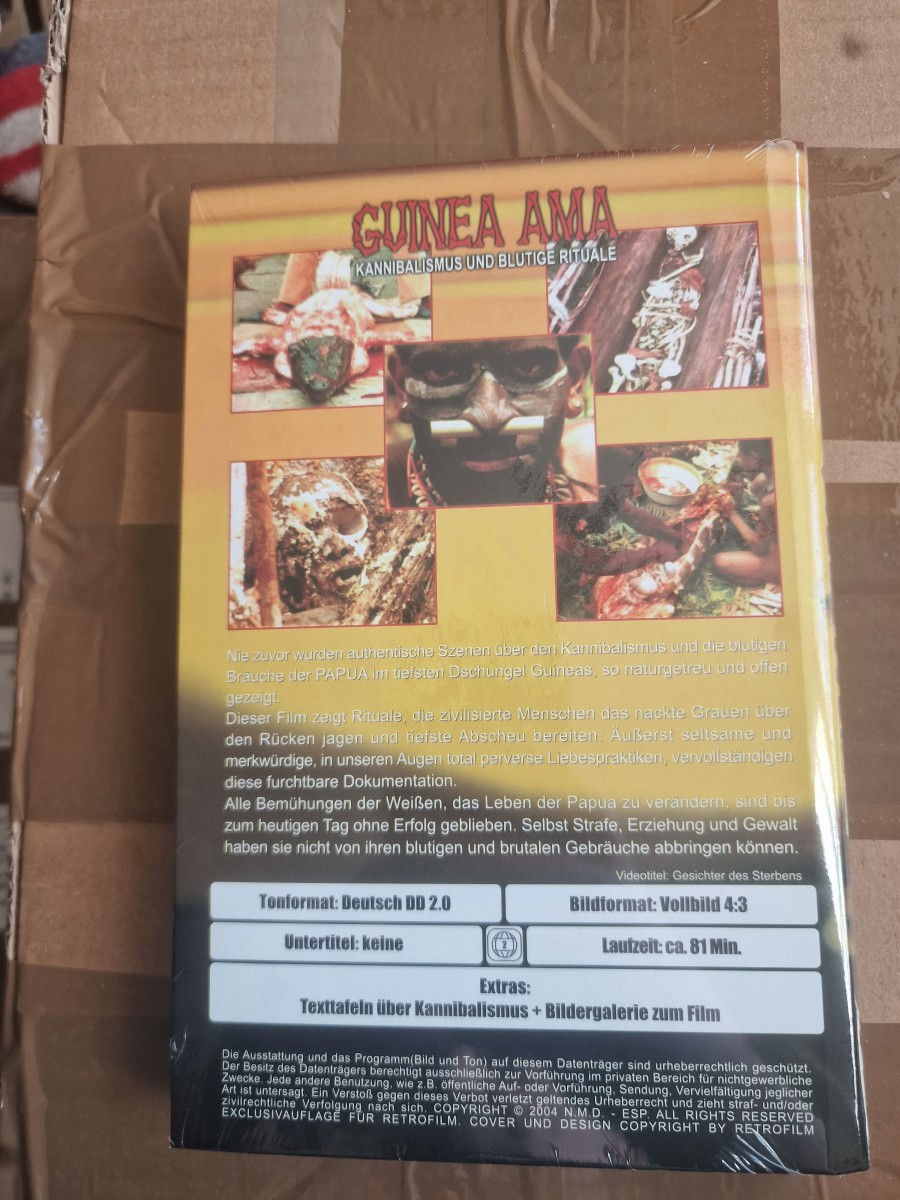 GUINEA AMA
KANNIBALISMUS UND BLUTIGE RITUALE
Nie zuvor wurden authentische Szenen über den Kannibalismus und die blutigen
Bräuche der PAPUA im tiefsten Dschungel Guineas, so naturgetreu und offen
gezeigt.
Dieser Film zeigt Rituale, die zivilisierte Menschen das nackte Grauen über
den Rücken jagen und tiefste Abscheu bereiten. Äußerst seltsame und
merkwürdige, in unseren Augen total perverse Liebespraktiken, vervollständigen
diese furchtbare Dokumentation.
Alle Bemühungen der Weißen, das Leben der Papua zu verändern, sind bis
zum heutigen Tag ohne Erfolg geblieben. Selbst Strafe, Erziehung und Gewalt
haben sie nicht von ihren blutigen und brutalen Gebräuche abbringen können.
Videotitel: Gesichter des Sterbens
Tonformat: Deutsch DD 2.0
Bildformat: Vollbild 4:3
Untertitel: keine
2
Laufzeit: ca. 81 Min.
Extras:
Texttafeln über Kannibalismus + Bildergalerie zum Film
Die Ausstattung und das Programm(Bild und Ton) auf diesem Datenträger sind urheberrechtlich geschützt.
Der Besitz des Datenträgers berechtigt ausschließlich zur Vorführung im privaten Bereich für nichtgewerbliche
Zwecke. Jede andere Benutzung, wie z.B. öffentliche Auf- oder Vorführung, Sendung, Vervielfältigung jeglicher
Art ist untersagt. Ein Verstoß gegen dieses Verbot verletzt geltendes Urheberrecht und zieht straf- und/oder
zivilrechtliche Verfolgung nach sich. COPYRIGHT © 2004 N.M.D. - ESP. ALL RIGHTS RESERVED
EXCLUSIVAUFLAGE FÜR RETROFILM. COVER UND DESIGN COPYRIGHT BY RETROFILM